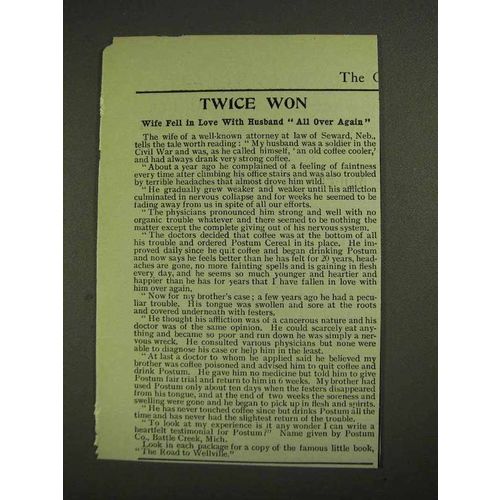 The
TWICE WON
Wife Fell in Love With Husband "All Over Again"
The wife of a well-known attorney at law of Seward, Neb.,
tells the tale worth reading: "My husband was a soldier in the
Civil War and was, as he called himself, 'an old coffee cooler,'
and had always drank very strong coffee.
"About a year ago he complained of a feeling of faintness
every time after climbing his office stairs and was also troubled
by terrible headaches that almost drove him wild.
"He gradually grew weaker and weaker until his affliction
culminated in nervous collapse and for weeks he seemed to be
fading away from us in spite of all our efforts.
"The physicians pronounced him strong and well with no
organic trouble whatever and there seemed to be nothing the
matter except the complete giving out of his nervous system.
"The doctors decided that coffee was at the bottom of all
his trouble and ordered Postum Cereal in its place. He im-
proved daily since he quit coffee and began drinking Postum
and now says he feels better than he has felt for 20 years, head-
aches are gone, no more fainting spells and is gaining in flesh
every day, and he seems so much younger and heartier and
happier than he has for years that I have fallen in love with
him over again.
"Now for my brother's case; a few years ago he had a pecu-
liar trouble. His tongue was swollen and sore at the roots
and covered underneath with festers.
"He thought his affliction was of a cancerous nature and his
doctor was of the same opinion. He could scarcely eat any-
thing and became so poor and run down he was simply a ner-
vous wreck. He consulted various physicians but none were
able to diagnose his case or help him in the least.
"At last a doctor to whom he applied said he believed my
brother was coffee poisoned and advised him to quit coffee and
drink Postum. He gave him no medicine but told him to give
Postum fair trial and return to him in 6 weeks. My brother had
used Postum only about ten days when the festers disappeared
from his tongue, and at the end of two weeks the soreness and
swelling were gone and he began to pick up in flesh and spirits.
"He has never touched coffee since but drinks Postum all the
time and has never had the slightest return of the trouble.
"To look at my experience is it any wonder I can write a
heartfelt testimonial for Postum?" Name given by Postum
Co., Battle Creek, Mich.
Look in each package for a copy of the famous little book,
"The Road to Wellville."